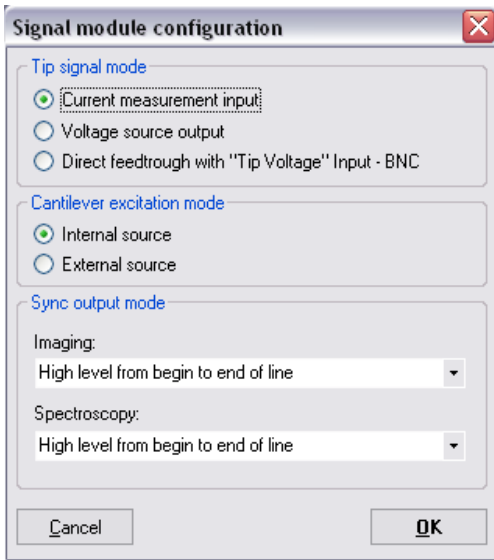 Signal module configuration
Tip signal mode
Current measurement input
Voltage source output
Direct feedtrough with "Tip Voltage" Input - BNC
Cantilever excitation mode
Internal source
External source
Sync output mode
Imaging:
High level from begin to end of line
Spectroscopy:
High level from begin to end of line
Cancel OK